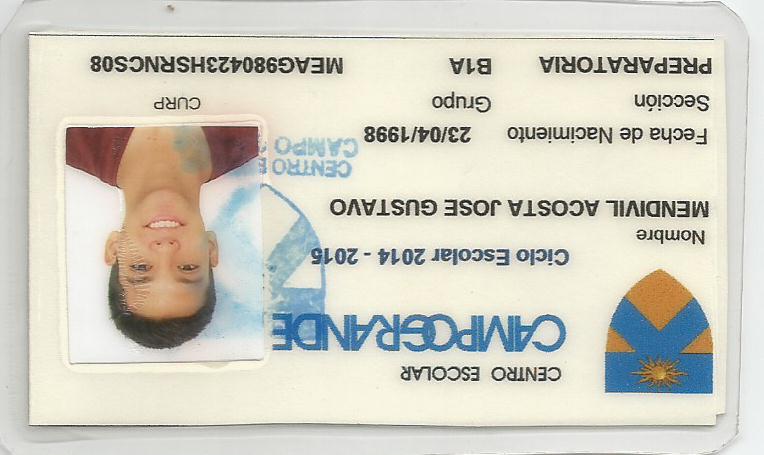 CENTRO ESCOLAR
CAMPOGRANDE
Ciclo Escolar 2014 - 2015
Nombre
MENDIVIL ACOSTA JOSE GUSTAVO
Fecha de Nacimiento 23/04/1998
Sección Grupo CURP
PREPARATORIA B1A MEAG980423HSRNCS08
CENTRO E
CAMPO